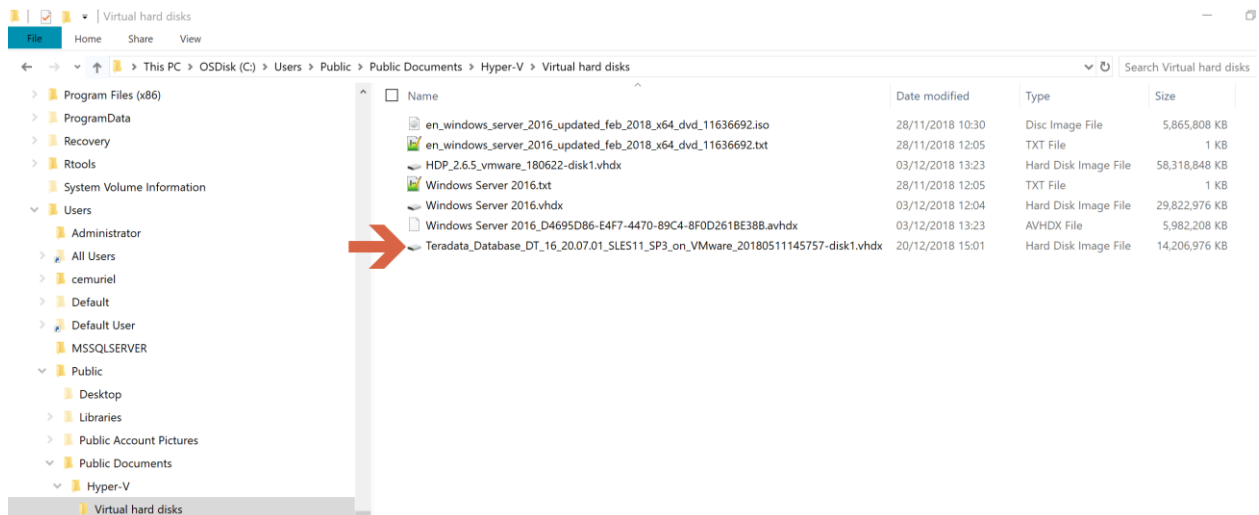 Virtual hard disks
File Home Share View
This PC > OSDisk (C:) > Users > Public > Public Documents > Hyper-V > Virtual hard disks
Search Virtual hard disks
Program Files (x86)
ProgramData
Recovery
Rtools
System Volume Information
Users
Administrator
All Users
cemuriel
Default
Default User
MSSQLSERVER
Public
Desktop
Libraries
Public Account Pictures
Public Documents
Hyper-V
Virtual hard disks
Name Date modified Type Size
en_windows_server_2016_updated_feb_2018_x64_dvd_11636692.iso 28/11/2018 10:30 Disc Image File 5,865,808 KB
en_windows_server_2016_updated_feb_2018_x64_dvd_11636692.txt 28/11/2018 12:05 TXT File 1 KB
HDP_2.6.5_vmware_180622-disk1.vhdx 03/12/2018 13:23 Hard Disk Image File 58,318,848 KB
Windows Server 2016.txt 28/11/2018 12:05 TXT File 1 KB
Windows Server 2016.vhdx 03/12/2018 12:04 Hard Disk Image File 29,822,976 KB
Windows Server 2016_D4695D86-E4F7-4470-89C4-8F0D261BE38B.avhdx 03/12/2018 13:23 AVHDX File 5,982,208 KB
Teradata_Database_DT_16_20.07.01_SLES11_SP3_on_VMware_20180511145757-disk1.vhdx 20/12/2018 15:01 Hard Disk Image File 14,206,976 KB